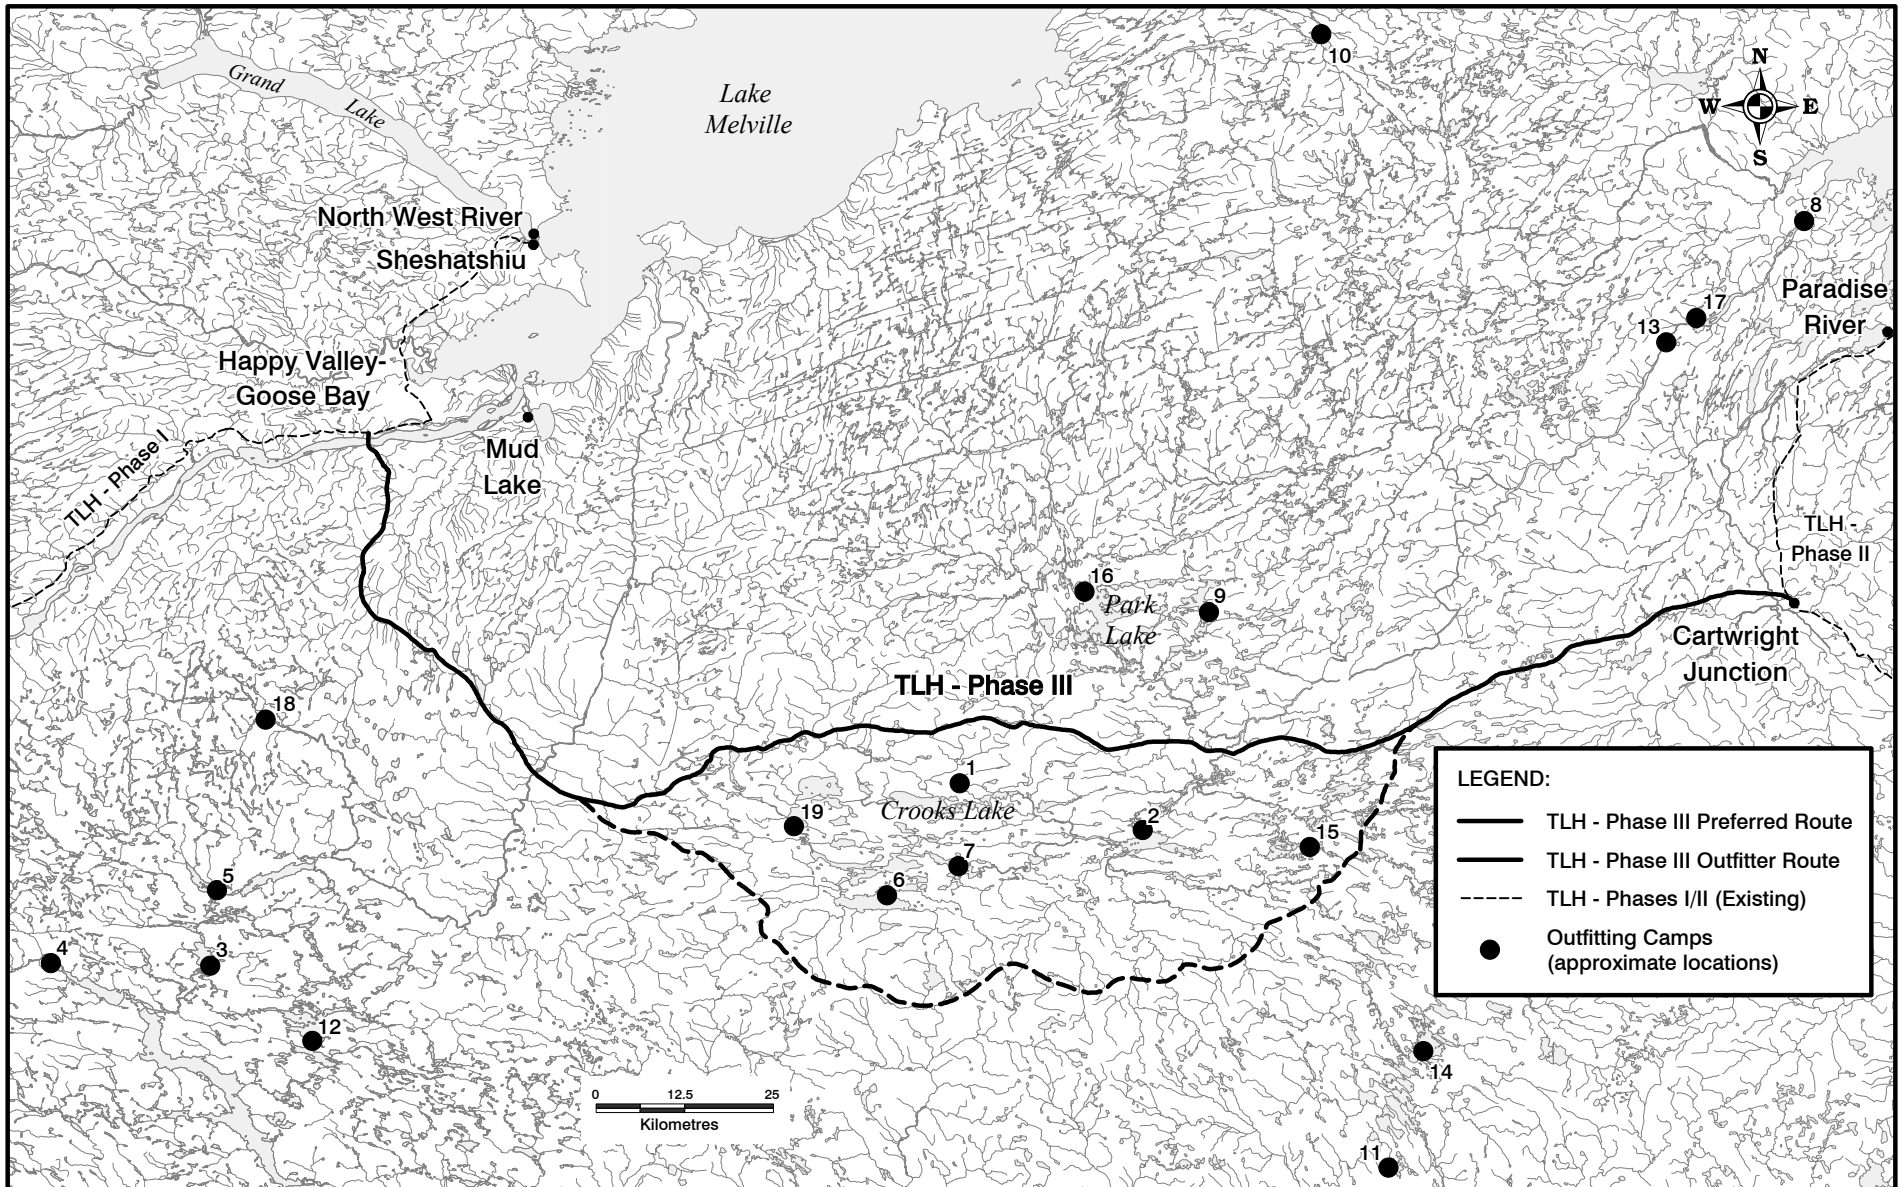 10
N
W E
S
Grand
Lake
Lake
Melville
North West River
Sheshatshiu
8
Paradise
River
17
13
Happy Valley-
Goose Bay
Mud
Lake
TLH - Phase I
TLH -
Phase II
16
Park
Lake
9
Cartwright
Junction
TLH - Phase III
18
1
Crooks Lake
19
2
15
7
6
5
4
3
12
14
11
LEGEND:
TLH - Phase III Preferred Route
TLH - Phase III Outfitter Route
TLH - Phases I/II (Existing)
Outfitting Camps
(approximate locations)
0 12.5 25
Kilometres